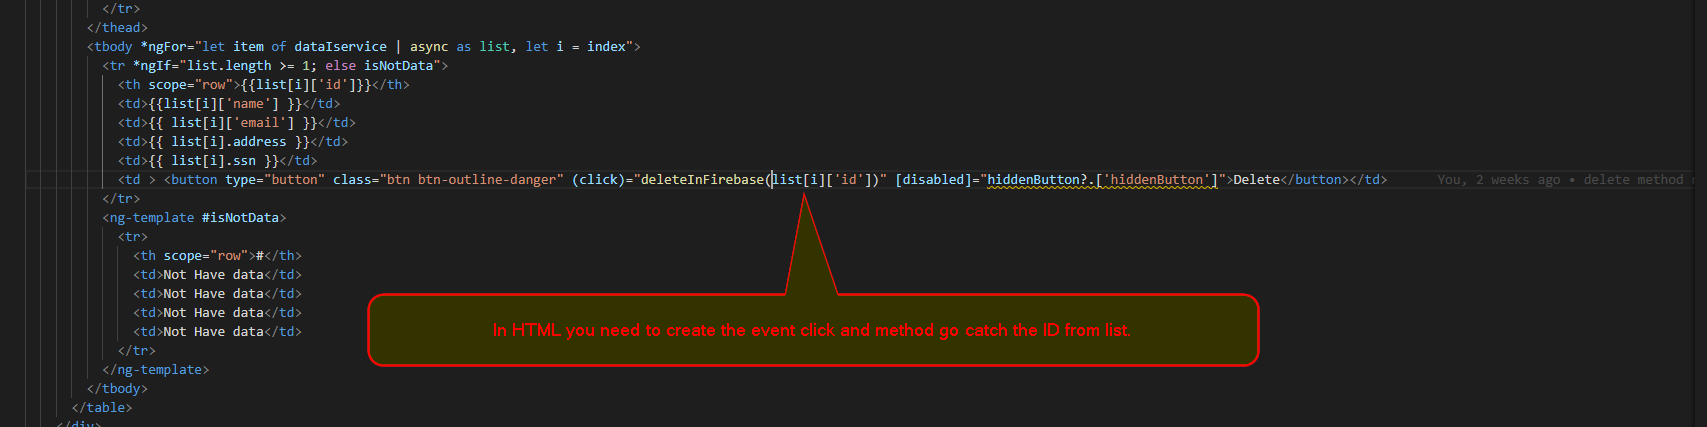 </tr>
</thead>
<tbody *ngFor="let item of dataIservice | async as list, let i = index">
<tr *ngIf="list.length >= 1; else isNotData">
<th scope="row">{{list[i]['id']}}</th>
<td>{{list[i]['name'] }}</td>
<td>{{ list[i]['email'] }}</td>
<td>{{ list[i].address }}</td>
<td>{{ list[i].ssn }}</td>
<td > <button type="button" class="btn btn-outline-danger" (click)="deleteInFirebase(list[i]['id'])" [disabled]="hiddenButton?.['hiddenButton']">Delete</button></td> You, 2 weeks ago • delete method
</tr>
<ng-template #isNotData>
<tr>
<th scope="row">#</th>
<td>Not Have data</td>
<td>Not Have data</td>
<td>Not Have data</td>
<td>Not Have data</td>
</tr>
</ng-template>
</tbody>
</table>
</div>
In HTML you need to create the event click and method go catch the ID from list.